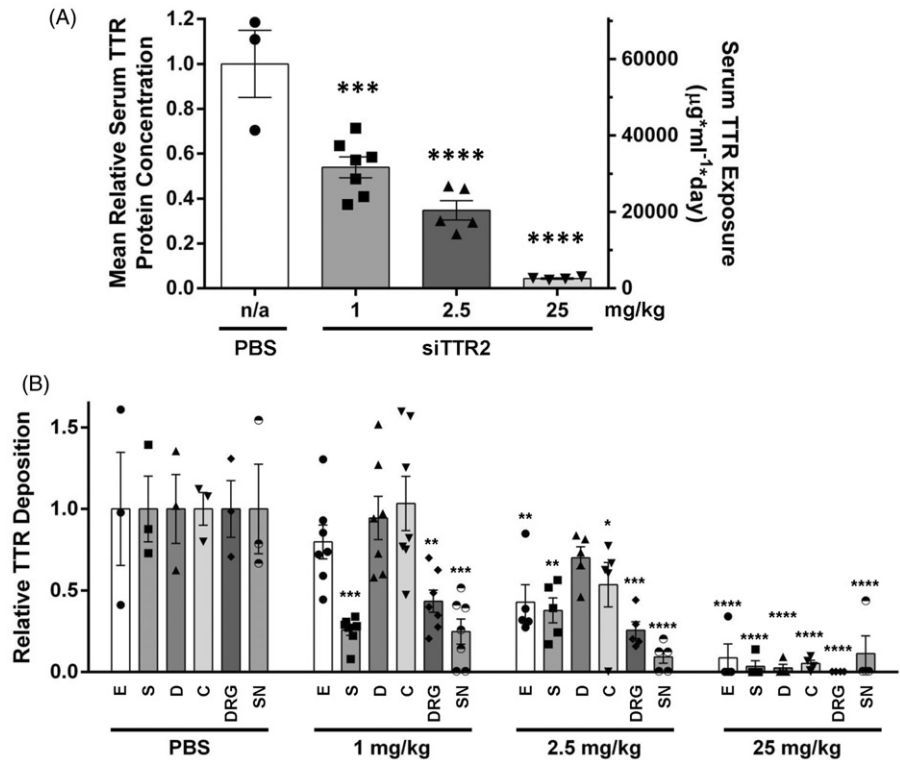 (A)
Mean Relative Serum TTR
Protein Concentration
1.2
1.0
0.8
0.6
0.4
0.2
0.0
***
****
****
60000
40000
20000
0
Serum TTR Exposure
(µg*ml⁻¹*day)
n/a 1 2.5 25 mg/kg
PBS siTTR2
(B)
Relative TTR Deposition
1.5
1.0
0.5
0.0
*** ** ***
** ** * *** ****
**** **** **** **** **** ****
E S D C DRG SN E S D C DRG SN E S D C DRG SN E S D C DRG SN
PBS 1 mg/kg 2.5 mg/kg 25 mg/kg